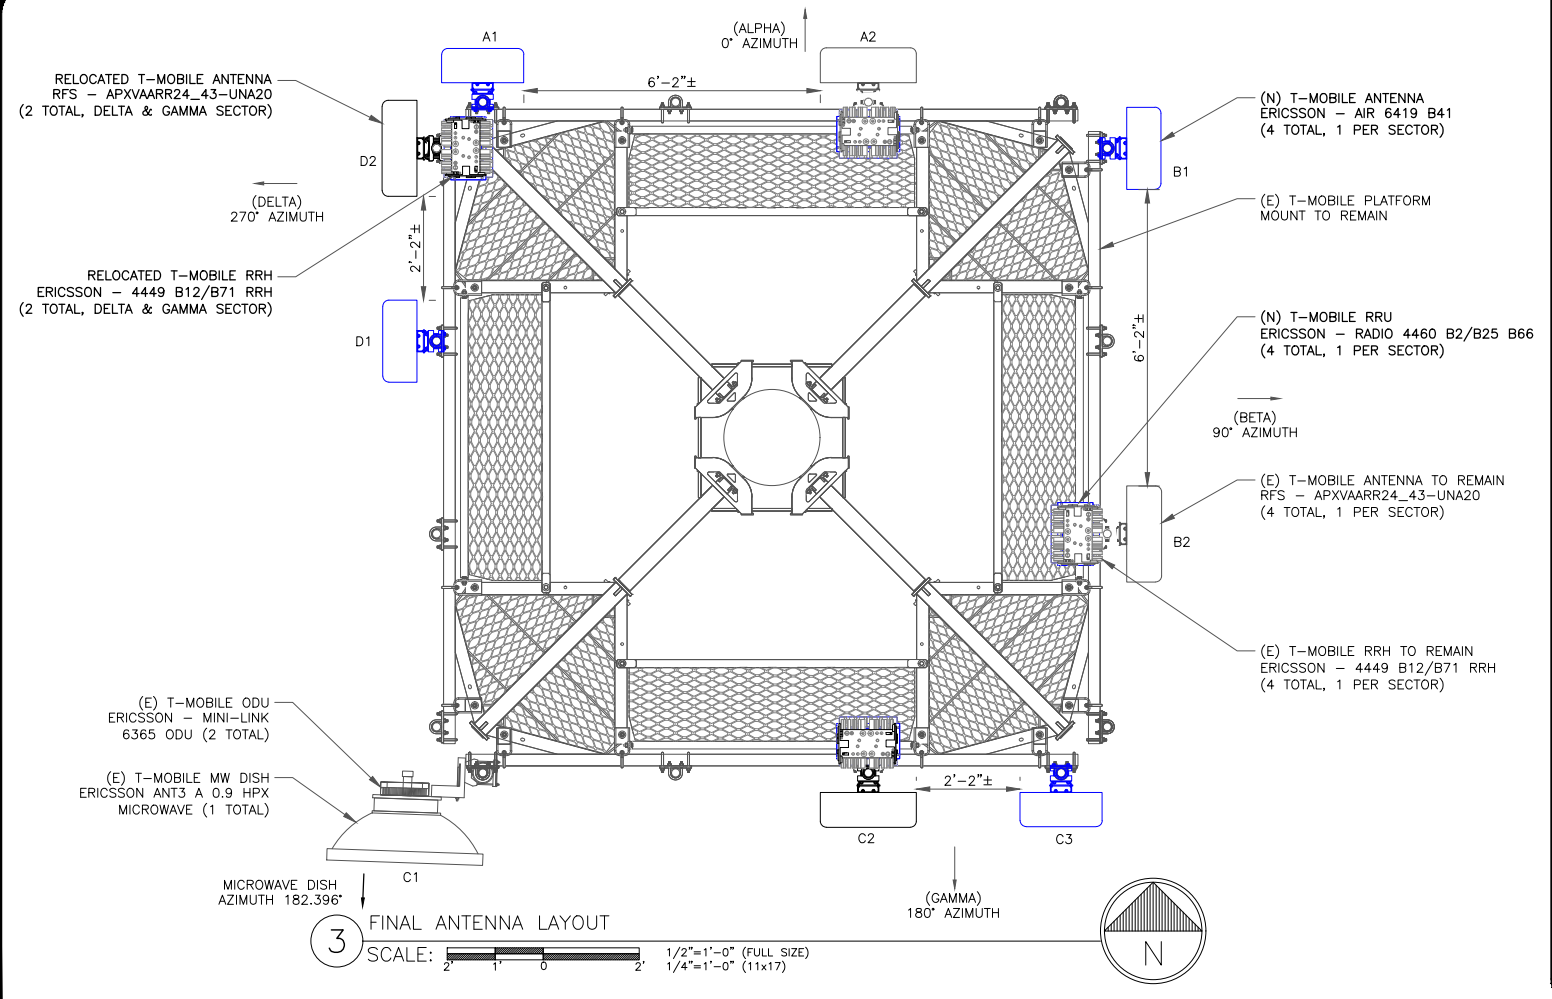 A1
(ALPHA)
0° AZIMUTH
A2
RELOCATED T-MOBILE ANTENNA
RFS - APXVAARR24_43-UNA20
(2 TOTAL, DELTA & GAMMA SECTOR)
6'-2"±
(N) T-MOBILE ANTENNA
ERICSSON - AIR 6419 B41
(4 TOTAL, 1 PER SECTOR)
D2
B1
(DELTA)
270° AZIMUTH
(E) T-MOBILE PLATFORM
MOUNT TO REMAIN
2'-2"±
RELOCATED T-MOBILE RRH
ERICSSON - 4449 B12/B71 RRH
(2 TOTAL, DELTA & GAMMA SECTOR)
D1
6'-2"±
(N) T-MOBILE RRU
ERICSSON - RADIO 4460 B2/B25 B66
(4 TOTAL, 1 PER SECTOR)
(BETA)
90° AZIMUTH
(E) T-MOBILE ANTENNA TO REMAIN
RFS - APXVAARR24_43-UNA20
(4 TOTAL, 1 PER SECTOR)
B2
(E) T-MOBILE RRH TO REMAIN
ERICSSON - 4449 B12/B71 RRH
(4 TOTAL, 1 PER SECTOR)
(E) T-MOBILE ODU
ERICSSON - MINI-LINK
6365 ODU (2 TOTAL)
(E) T-MOBILE MW DISH
ERICSSON ANT3 A 0.9 HPX
MICROWAVE (1 TOTAL)
2'-2"±
C2
C3
C1
MICROWAVE DISH
AZIMUTH 182.396°
(GAMMA)
180° AZIMUTH
3
FINAL ANTENNA LAYOUT
SCALE:
2' 1' 0 2'
1/2"=1'-0" (FULL SIZE)
1/4"=1'-0" (11x17)
N